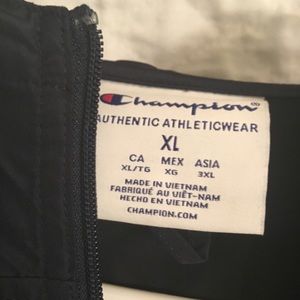 Champion®
AUTHENTIC ATHLETICWEAR
XL
CA MEX ASIA
XL/TG XG 3XL
MADE IN VIETNAM
FABRIQUÉ AU VIÊT-NAM
HECHO EN VIETNAM
CHAMPION.COM